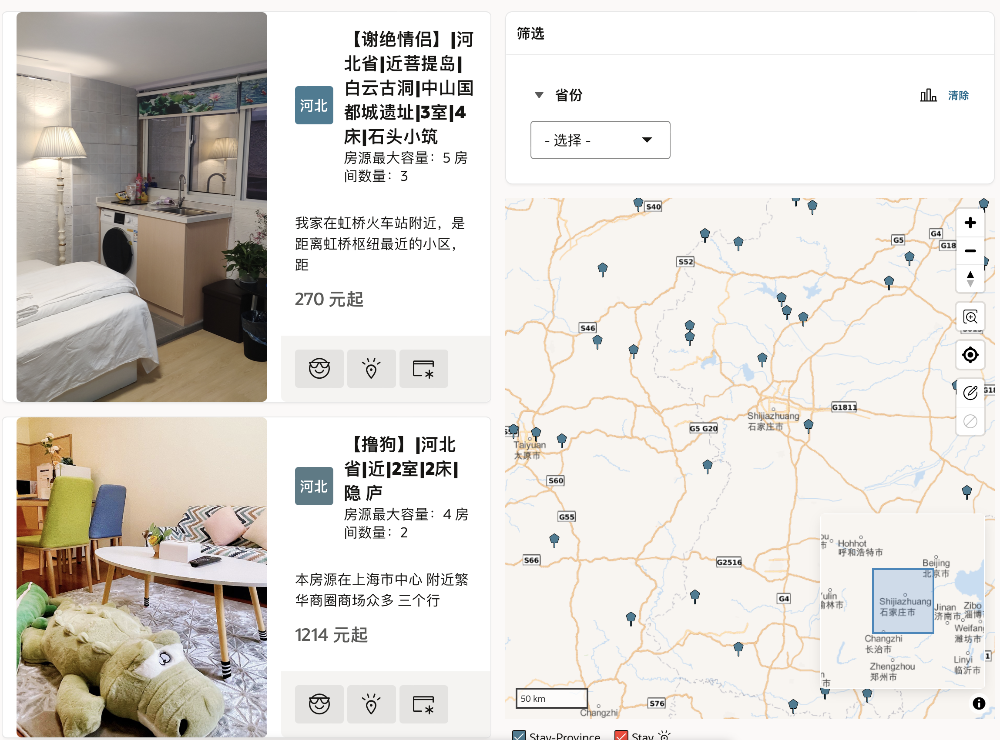 【谢绝情侣】|河
北省|近菩提岛|
白云古洞|中山国
都城遗址|3室|4
床|石头小筑
河北
房源最大容量：5 房
间数量：3
我家在虹桥火车站附近，是
距离虹桥枢纽最近的小区，
距
270 元起
【撸狗】|河北
省|近|2室|2床|
隐 庐
河北
房源最大容量：4 房
间数量：2
本房源在上海市中心 附近繁
华商圈商场众多 三个行
1214 元起
筛选
省份
清除
- 选择 -
S40
G4
G5
G18
S52
S46
G1811
Shijiazhuang
石家庄市
G5 G20
Taiyuan
太原市
S60
G55
S66
G2516
G4
Hohhot
呼和浩特市
Beijing
北京市
Shijiazhuang
石家庄市
Jinan
济南市
Zibo
淄博
Weifang
潍坊市
Changzhi
长治市
Linyi
临沂市
Zhengzhou
郑州市
50 km
S76
Changzhi
Stay-Province
Stay